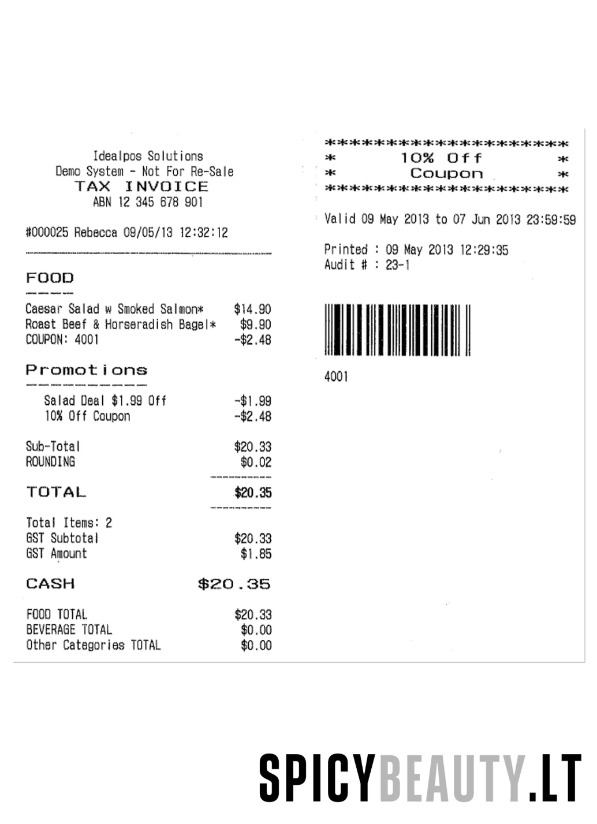 Idealpos Solutions
Demo System - Not For Re-Sale
TAX INVOICE
ABN 12 345 678 901
#000025 Rebecca 09/05/13 12:32:12
FOOD
Caesar Salad w Smoked Salmon* $14.90
Roast Beef & Horseradish Bagel* $9.90
COUPON: 4001 -$2.48
Promotions
Salad Deal $1.99 Off -$1.99
10% Off Coupon -$2.48
Sub-Total $20.33
ROUNDING $0.02
TOTAL $20.35
Total Items: 2
GST Subtotal $20.33
GST Amount $1.85
CASH $20.35
FOOD TOTAL $20.33
BEVERAGE TOTAL $0.00
Other Categories TOTAL $0.00
********************
* 10% Off *
* Coupon *
********************
Valid 09 May 2013 to 07 Jun 2013 23:59:59
Printed : 09 May 2013 12:29:35
Audit # : 23-1
4001
SPICYBEAUTY.LT